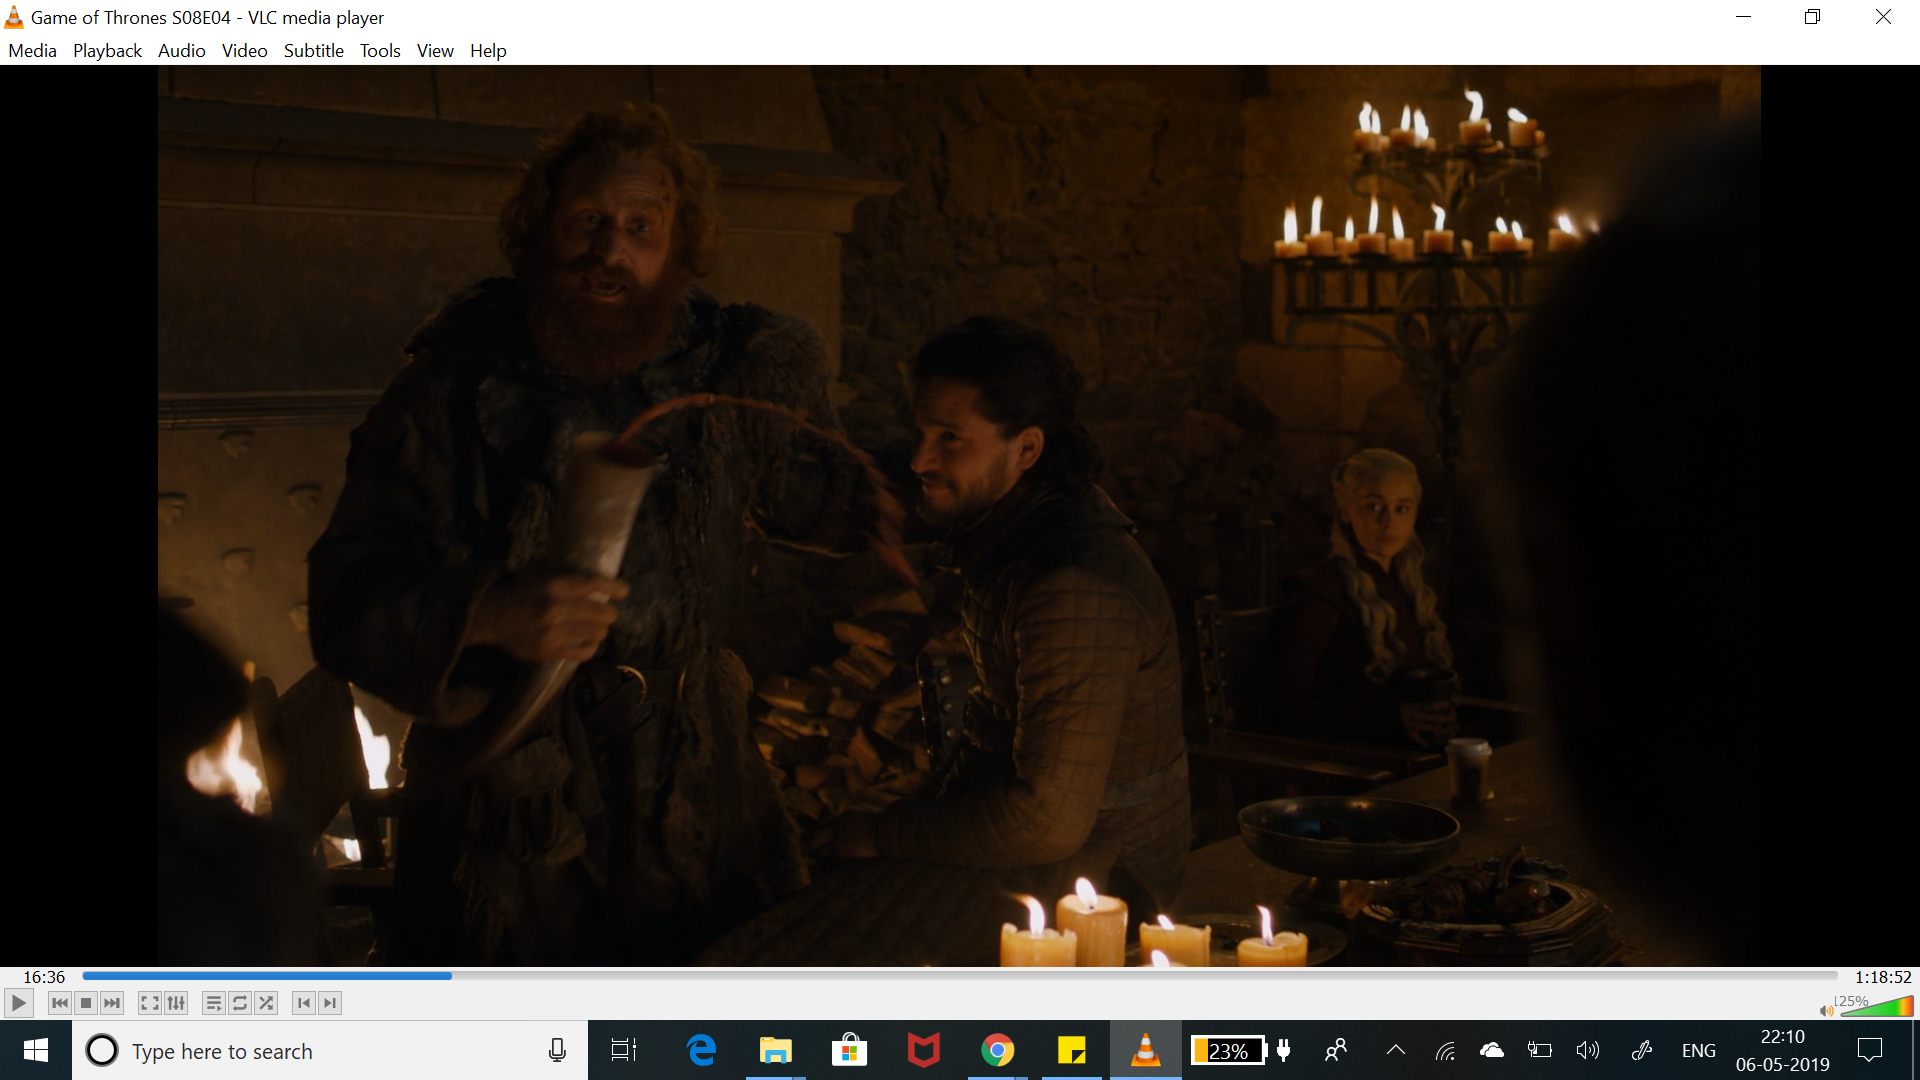 Game of Thrones S08E04 - VLC media player
Media Playback Audio Video Subtitle Tools View Help
16:36
1:18:52
125%
Type here to search
23%
ENG
22:10
06-05-2019